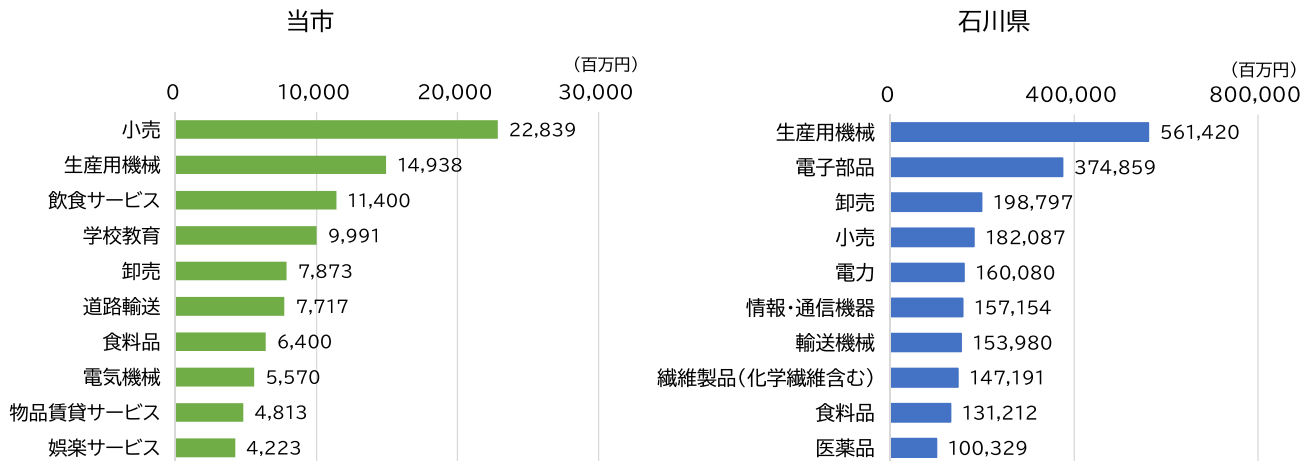 当市
(百万円)
0 10,000 20,000 30,000
小売 22,839
生産用機械 14,938
飲食サービス 11,400
学校教育 9,991
卸売 7,873
道路輸送 7,717
食料品 6,400
電気機械 5,570
物品賃貸サービス 4,813
娯楽サービス 4,223
石川県
(百万円)
0 400,000 800,000
生産用機械 561,420
電子部品 374,859
卸売 198,797
小売 182,087
電力 160,080
情報・通信機器 157,154
輸送機械 153,980
繊維製品(化学繊維含む) 147,191
食料品 131,212
医薬品 100,329